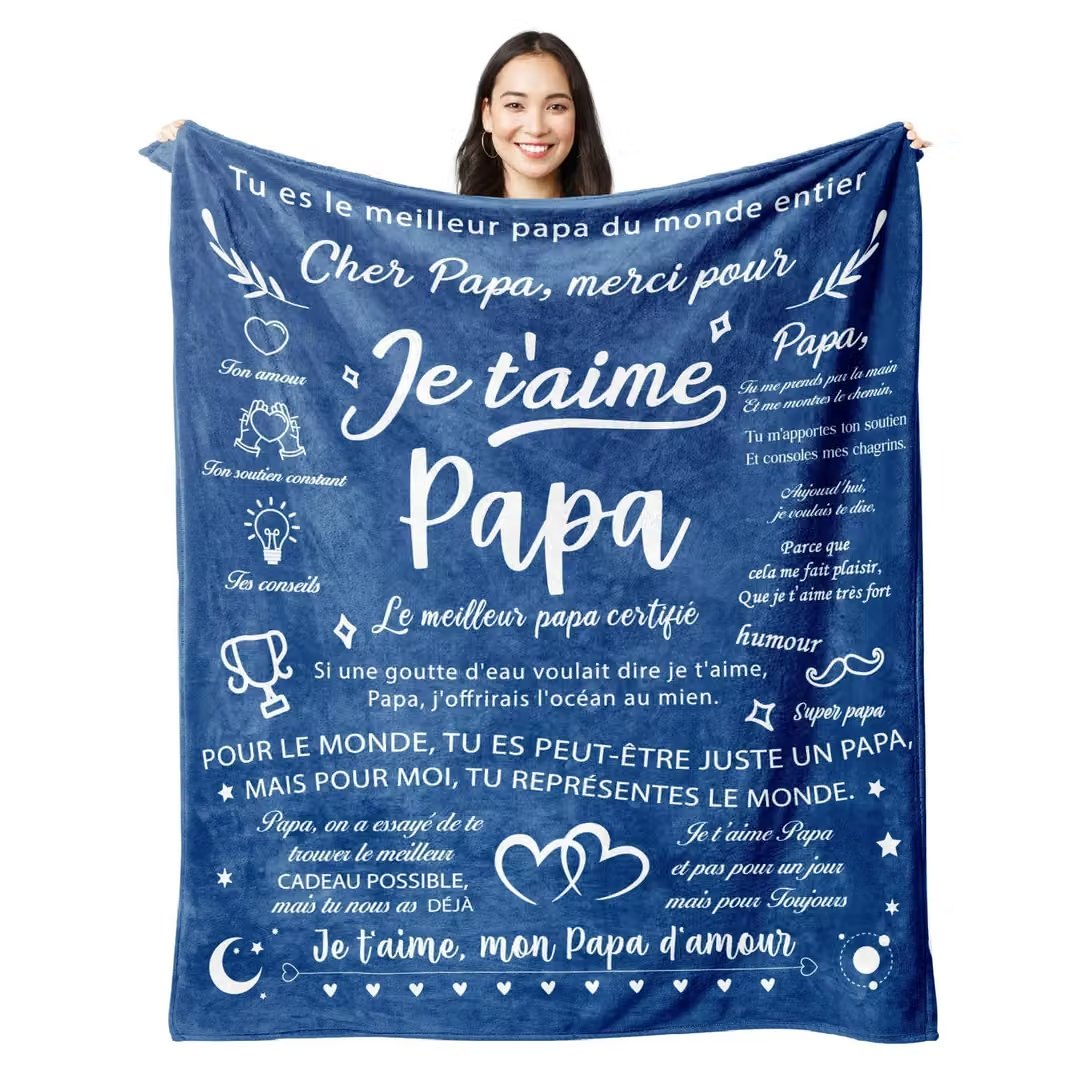 Tu es le meilleur papa du monde entier
Cher Papa, merci pour
Ton amour
Ton soutien constant
Tes conseils
Je t'aime
Papa
Le meilleur papa certifié
Papa,
Tu me prends par la main
Et me montres le chemin,
Tu m'apportes ton soutien
Et consoles mes chagrins.
Aujourd'hui,
je voulais te dire,
Parce que
cela me fait plaisir,
Que je t'aime très fort
humour
Super papa
Si une goutte d'eau voulait dire je t'aime,
Papa, j'offrirais l'océan au mien.
POUR LE MONDE, TU ES PEUT-ÊTRE JUSTE UN PAPA,
MAIS POUR MOI, TU REPRÉSENTES LE MONDE.
Papa, on a essayé de te
trouver le meilleur
CADEAU POSSIBLE,
mais tu nous as DÉJÀ
Je t'aime Papa
et pas pour un jour
mais pour Toujours
Je t'aime, mon Papa d'amour